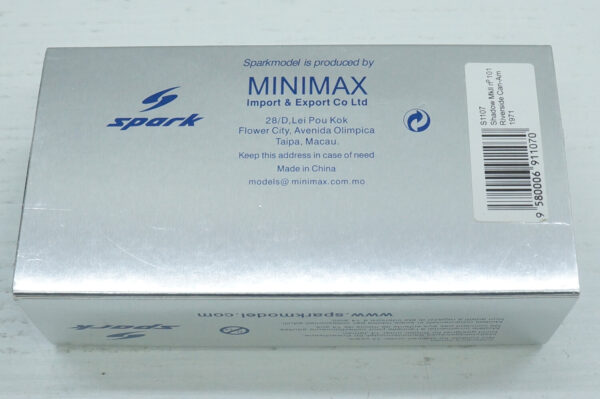 Sparkmodel is produced by
MINIMAX
Import & Export Co Ltd
28/D,Lei Pou Kok
Flower City, Avenida Olimpica
Taipa, Macau.
Keep this address in case of need
Made in China
models@ minimax.com.mo
spark
S1107
Shadow MkII nº101
Riverside Can-Am
1971
9 580006 911070
www.sparkmodel.com
spark